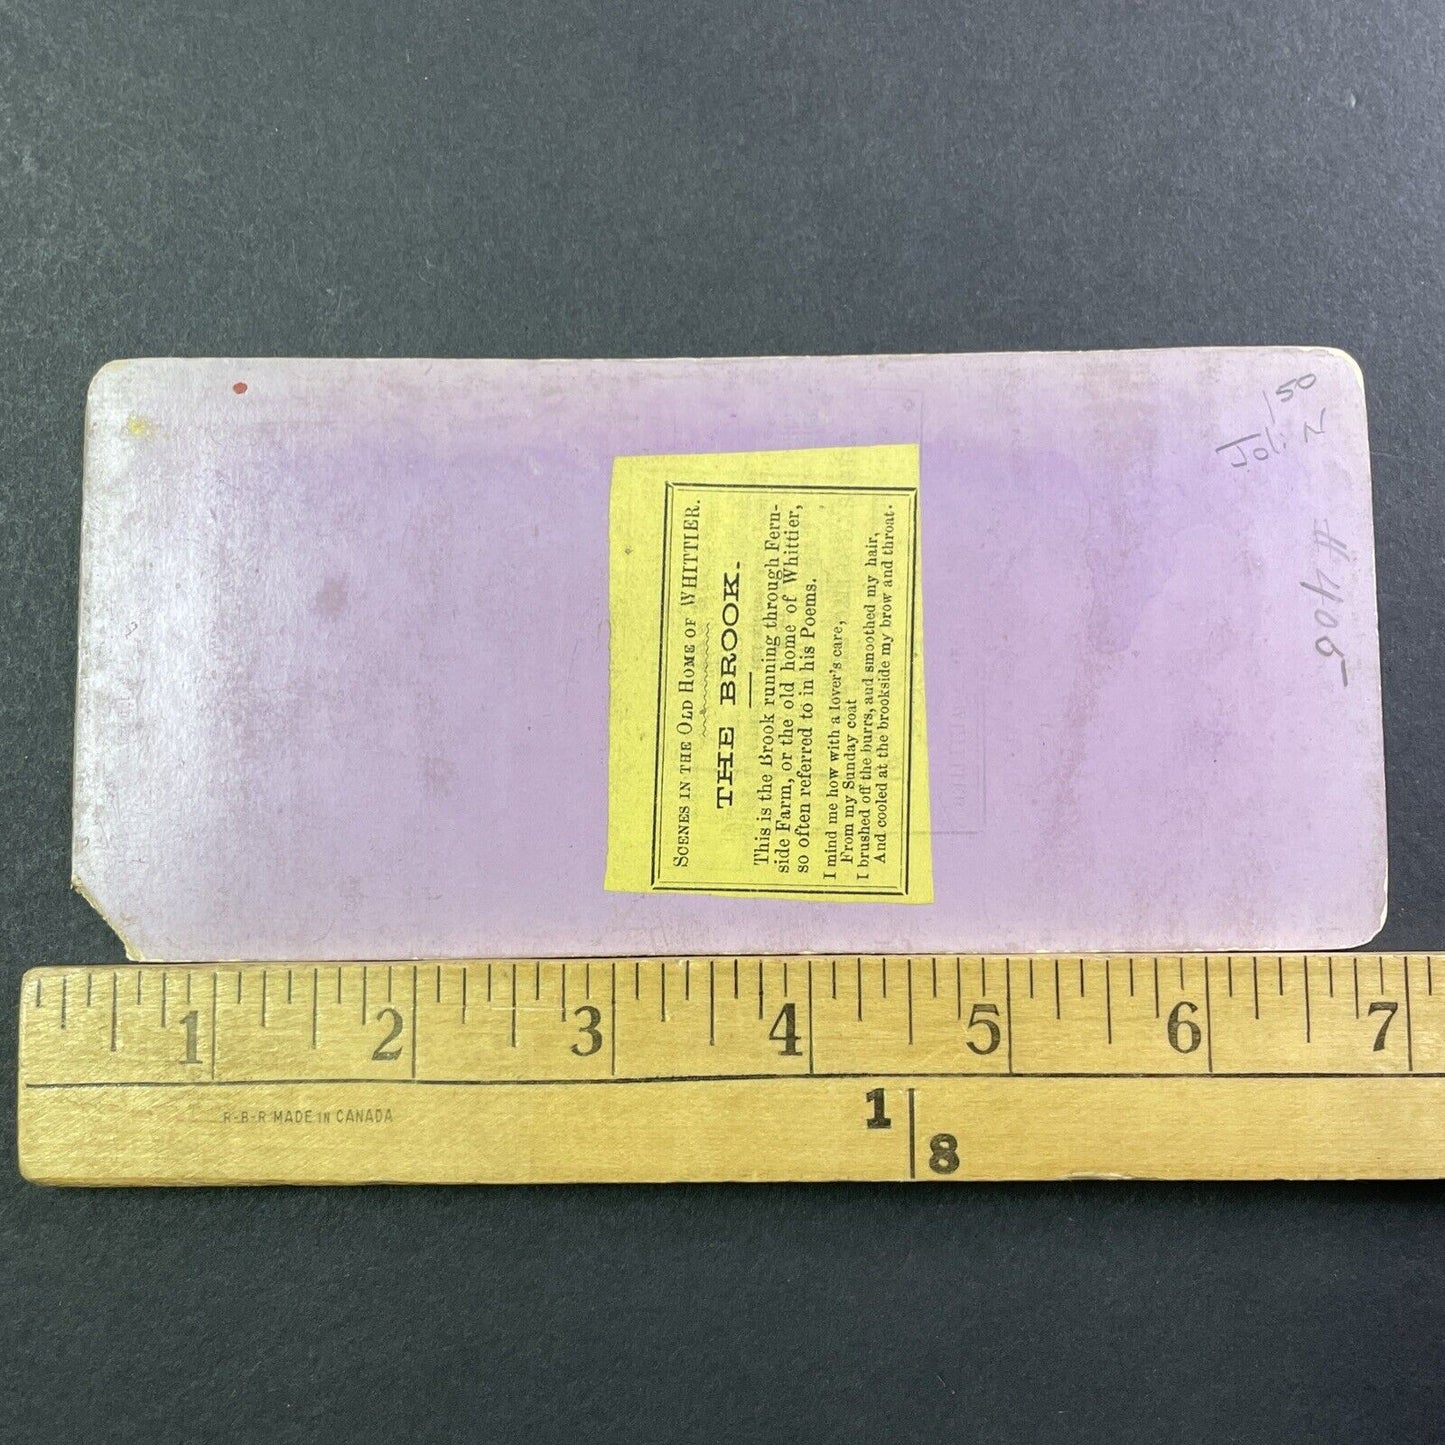 SCENES IN THE OLD HOME OF WHITTIER.
THE BROOK.
This is the Brook running through Fern-
side Farm, or the old home of Whittier,
so often referred to in his Poems.
I mind me how with a lover's care,
From my Sunday coat
I brushed off the burrs, and smoothed my hair,
And cooled at the brookside my brow and throat.
150
#405
1 2 3 4 5 6 7
R-B-R MADE IN CANADA
1
8